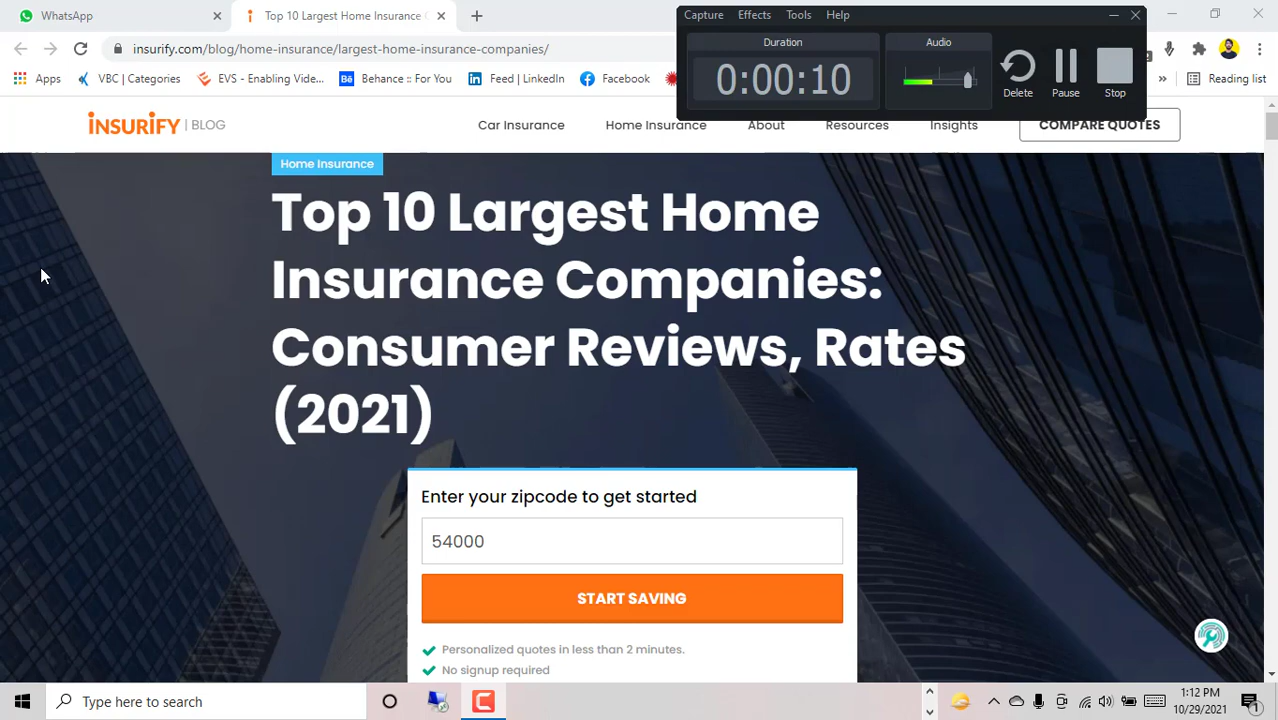 WhatsApp
Top 10 Largest Home Insurance
Capture Effects Tools Help
Duration
Audio
0:00:10
Delete Pause Stop
insurify.com/blog/home-insurance/largest-home-insurance-companies/
Apps VBC | Categories EVS - Enabling Vide... Behance :: For You Feed | LinkedIn Facebook » Reading list
INSURIFY | BLOG
Car Insurance Home Insurance About Resources Insights COMPARE QUOTES
Home Insurance
Top 10 Largest Home
Insurance Companies:
Consumer Reviews, Rates
(2021)
Enter your zipcode to get started
54000
START SAVING
Personalized quotes in less than 2 minutes.
No signup required
Type here to search
1:12 PM
10/29/2021
1